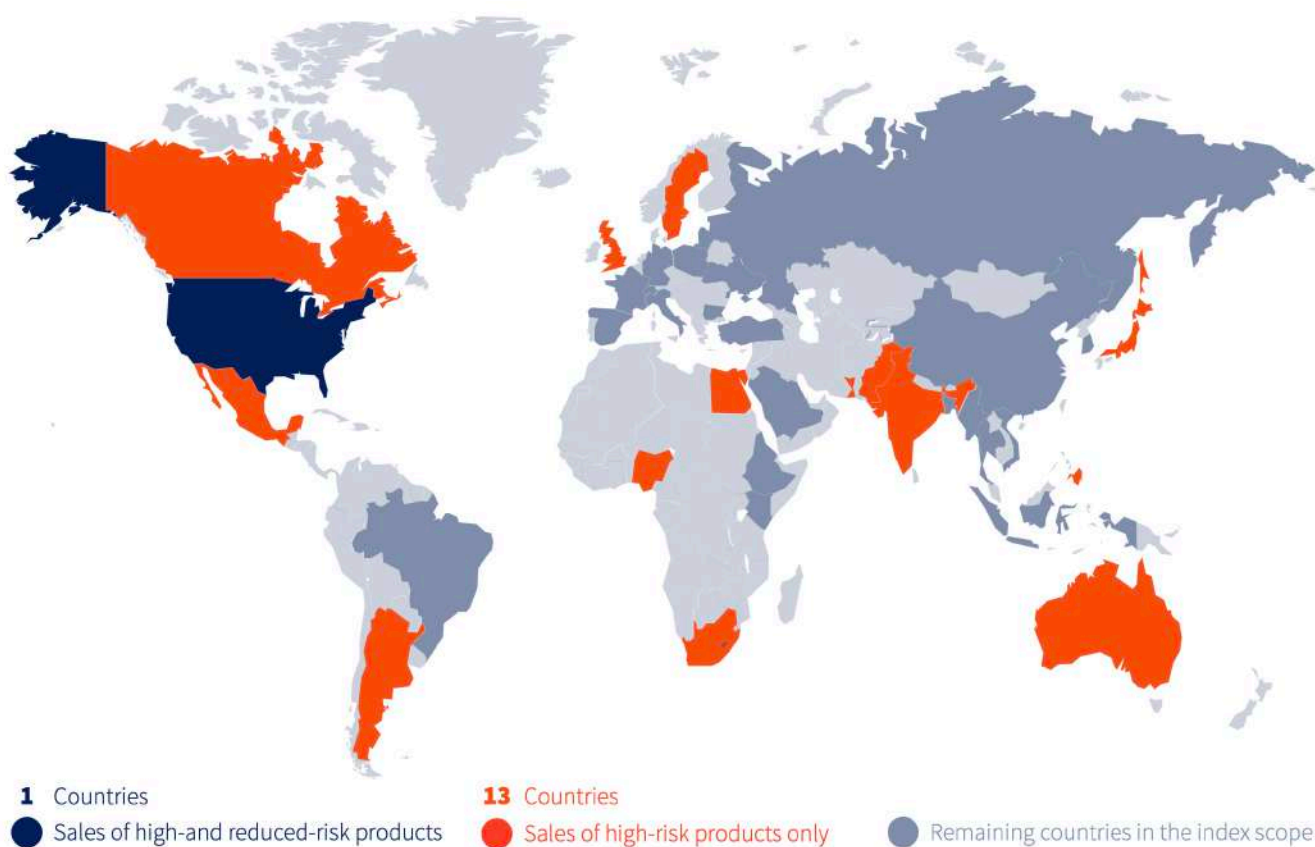 1 Countries
Sales of high-and reduced-risk products
13 Countries
Sales of high-risk products only
Remaining countries in the index scope